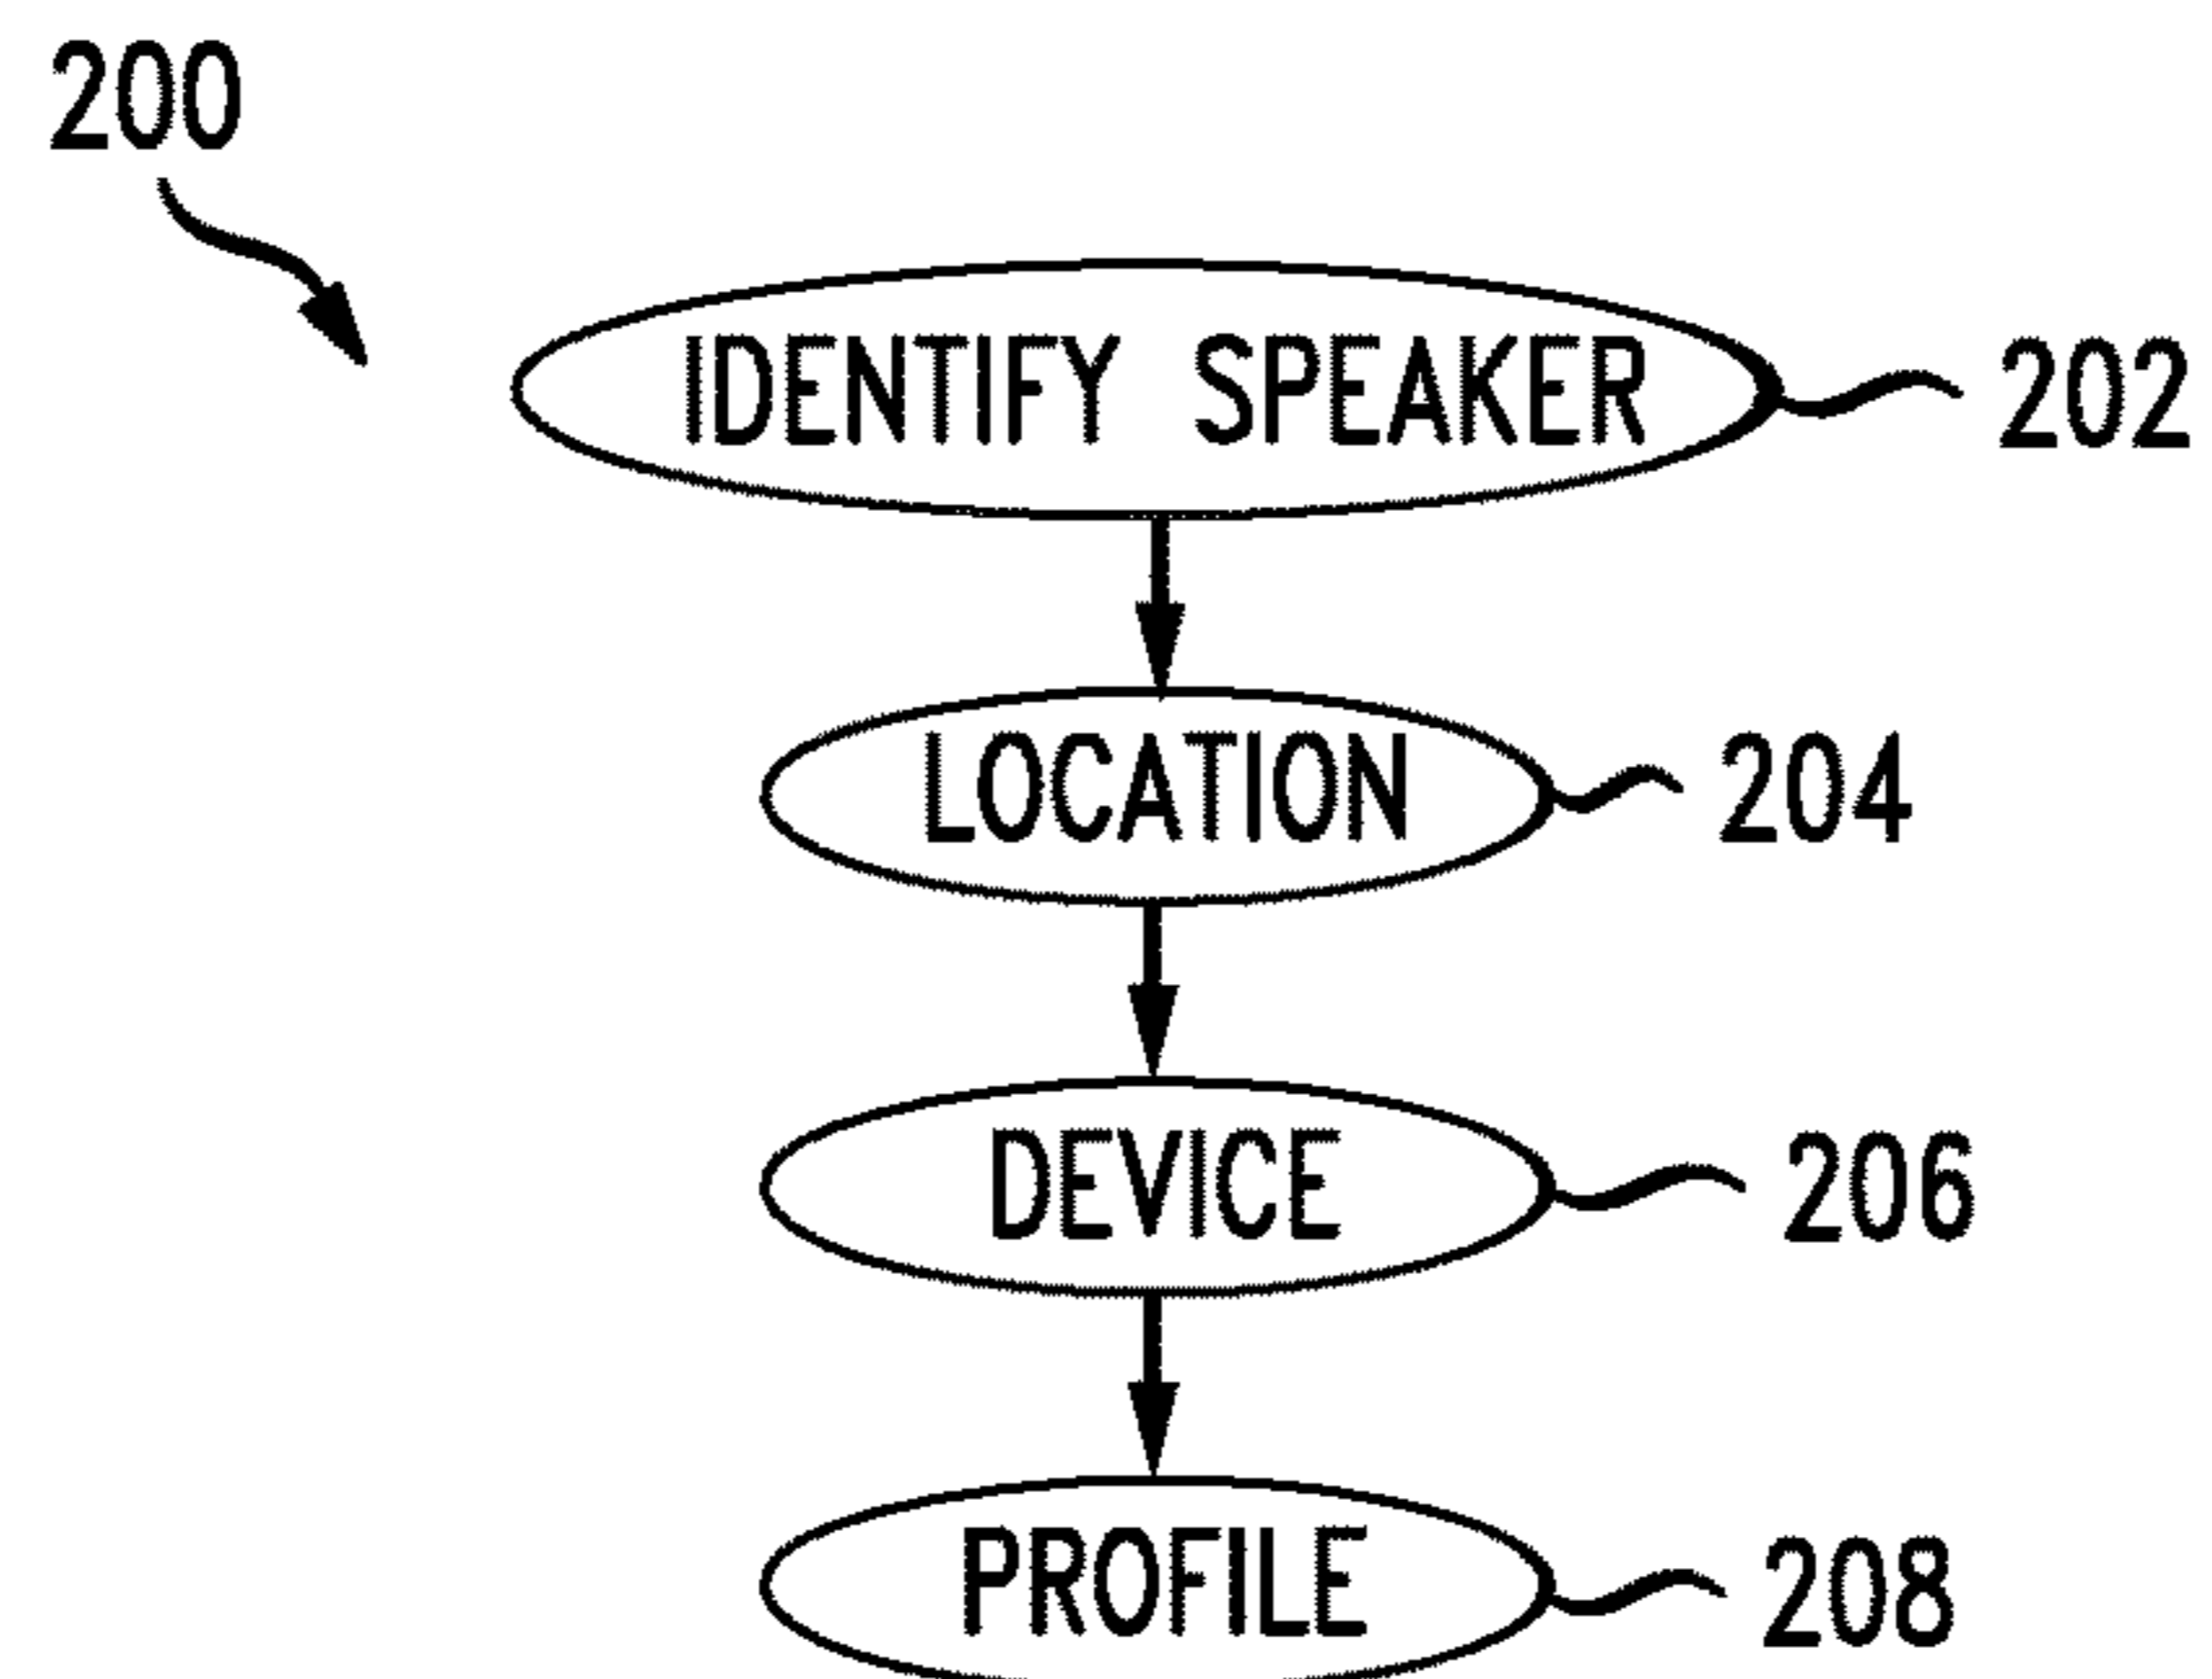 200
IDENTIFY SPEAKER 202
LOCATION 204
DEVICE 206
PROFILE 208